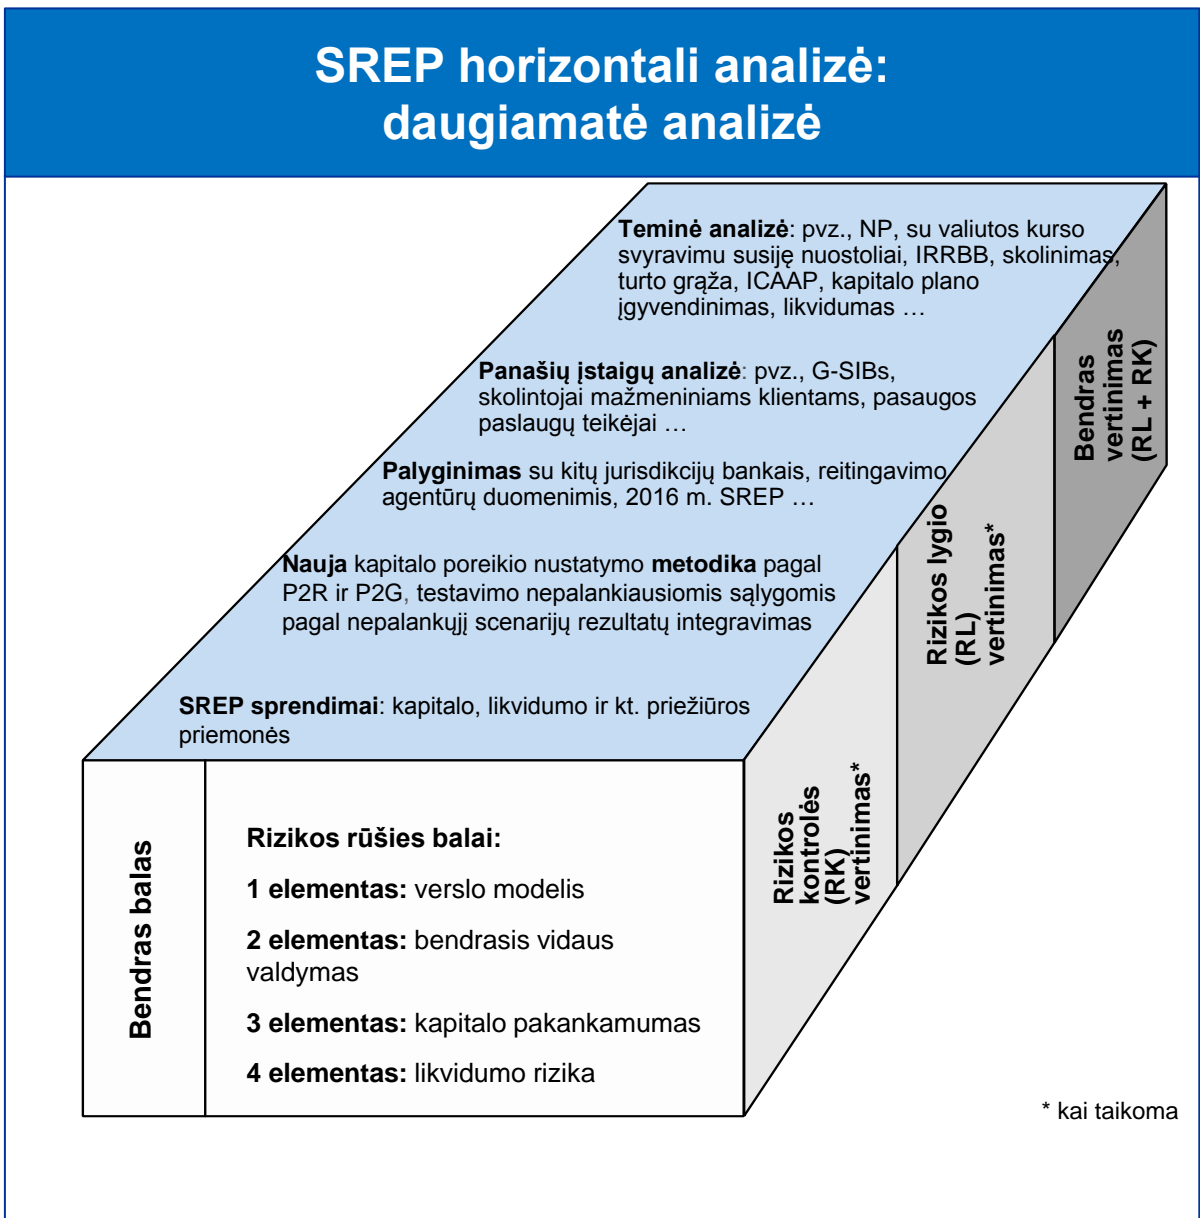 SREP horizontali analizė:
daugiamatė analizė
Teminė analizė: pvz., NP, su valiutos kurso
svyravimu susiję nuostoliai, IRRBB, skolinimas,
turto grąža, ICAAP, kapitalo plano
įgyvendinimas, likvidumas …
Panašių įstaigų analizė: pvz., G-SIBs,
skolintojai mažmeniniams klientams, pasaugos
paslaugų teikėjai …
Palyginimas su kitų jurisdikcijų bankais, reitingavimo
agentūrų duomenimis, 2016 m. SREP …
Nauja kapitalo poreikio nustatymo metodika pagal
P2R ir P2G, testavimo nepalankiausiomis sąlygomis
pagal nepalankųjį scenarijų rezultatų integravimas
SREP sprendimai: kapitalo, likvidumo ir kt. priežiūros
priemonės
Bendras balas
Rizikos rūšies balai:
1 elementas: verslo modelis
2 elementas: bendrasis vidaus
valdymas
3 elementas: kapitalo pakankamumas
4 elementas: likvidumo rizika
Rizikos
kontrolės
(RK)
vertinimas*
Rizikos lygio
(RL)
vertinimas*
Bendras
vertinimas
(RL + RK)
* kai taikoma